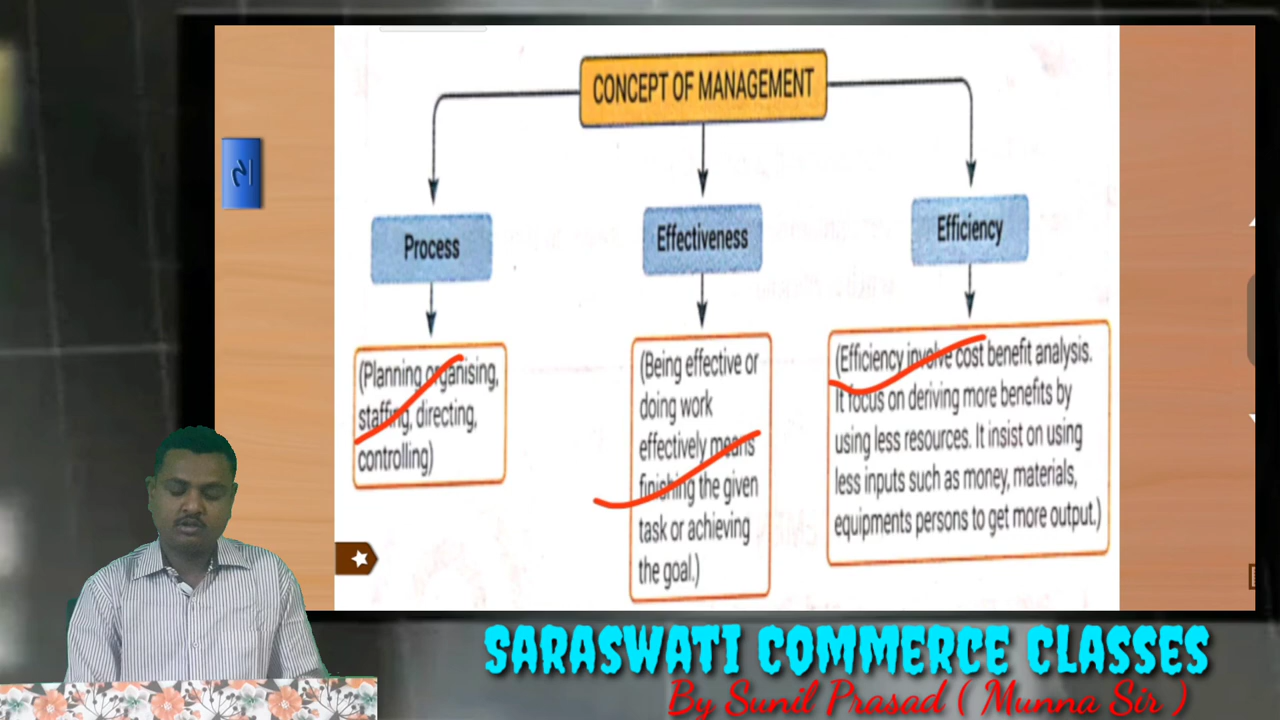 CONCEPT OF MANAGEMENT
Process
Effectiveness
Efficiency
(Planning organising,
staffing, directing,
controlling)
(Being effective or
doing work
effectively means
finishing the given
task or achieving
the goal.)
(Efficiency involve cost benefit analysis.
It focus on deriving more benefits by
using less resources. It insist on using
less inputs such as money, materials,
equipments persons to get more output.)
SARASWATI COMMERCE CLASSES
By Sunil Prasad ( Munna Sir )